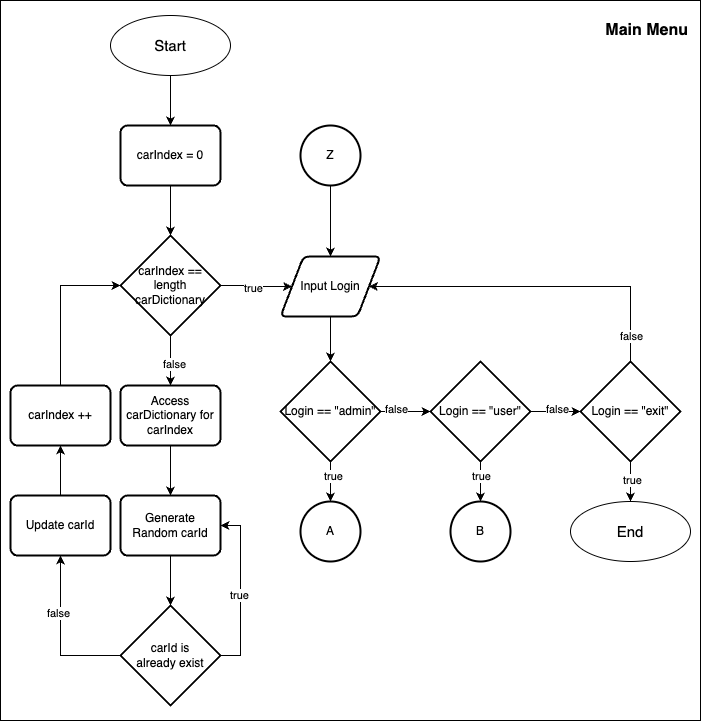 Main Menu
Start
carIndex = 0
Z
carIndex ==
length
carDictionary
true
Input Login
false
false
carIndex ++
Access
carDictionary for
carIndex
Login == "admin"
false
Login == "user"
false
Login == "exit"
true
true
true
Update carId
Generate
Random carId
A
B
End
false
true
carId is
already exist